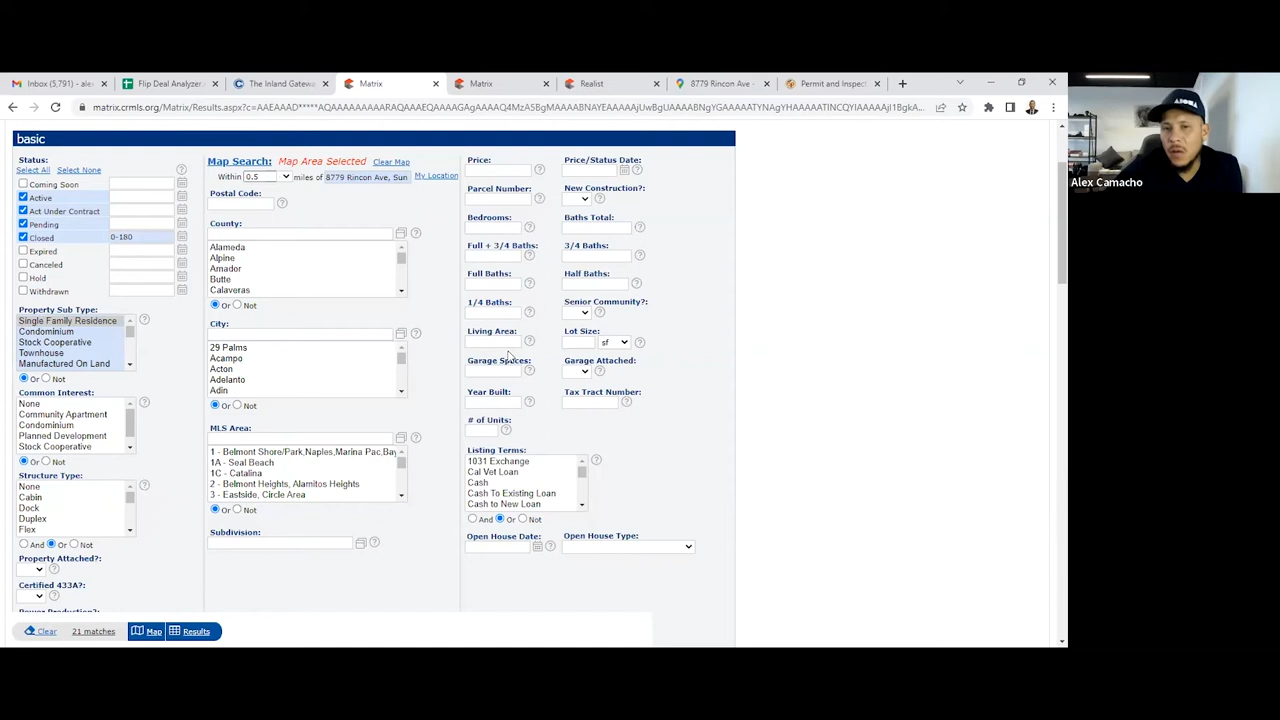 Inbox (5,791) - ale
Flip Deal Analyzer.
The Inland Gatew
Matrix
Matrix
Realist
8779 Rincon Ave -
Permit and Inspect
matrix.crmls.org/Matrix/Results.aspx?c=AAEAAAD*****AQAAAAAAAAARAQAAAEQAAAAGAgAAAAQ4MzA5BgMAAAABNAYEAAAAAjUwBgUAAAABNgYGAAAAATYNAgYHAAAAATINCQYIAAAAAjI1BgkA...
basic
Status:
Select All Select None
Coming Soon
Active
Act Under Contract
Pending
Closed 0-180
Expired
Canceled
Hold
Withdrawn
Property Sub Type:
Single Family Residence
Condominium
Stock Cooperative
Townhouse
Manufactured On Land
Or Not
Common Interest:
None
Community Apartment
Condominium
Planned Development
Stock Cooperative
Or Not
Structure Type:
None
Cabin
Dock
Duplex
Flex
And Or Not
Property Attached?:
Certified 433A?:
Power Production?:
Map Search: Map Area Selected Clear Map
Within 0.5 miles of 8779 Rincon Ave, Sun My Location
Postal Code:
County:
Alameda
Alpine
Amador
Butte
Calaveras
Or Not
City:
29 Palms
Acampo
Acton
Adelanto
Adin
Or Not
MLS Area:
1 - Belmont Shore/Park,Naples,Marina Pac,Bay
1A - Seal Beach
1C - Catalina
2 - Belmont Heights, Alamitos Heights
3 - Eastside, Circle Area
Or Not
Subdivision:
Price: Price/Status Date:
Parcel Number: New Construction?:
Bedrooms: Baths Total:
Full + 3/4 Baths: 3/4 Baths:
Full Baths: Half Baths:
1/4 Baths: Senior Community?:
Living Area: Lot Size:
sf
Garage Spaces: Garage Attached:
Year Built: Tax Tract Number:
# of Units:
Listing Terms:
1031 Exchange
Cal Vet Loan
Cash
Cash To Existing Loan
Cash to New Loan
And Or Not
Open House Date: Open House Type:
Clear 21 matches Map Results
ALOHA
Alex Camacho